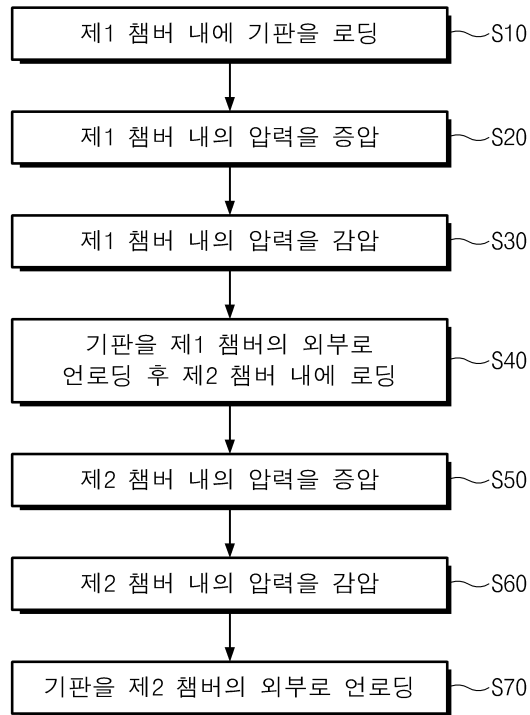 제1 챔버 내에 기판을 로딩
S10
제1 챔버 내의 압력을 증압
S20
제1 챔버 내의 압력을 감압
S30
기판을 제1 챔버의 외부로
언로딩 후 제2 챔버 내에 로딩
S40
제2 챔버 내의 압력을 증압
S50
제2 챔버 내의 압력을 감압
S60
기판을 제2 챔버의 외부로 언로딩
S70